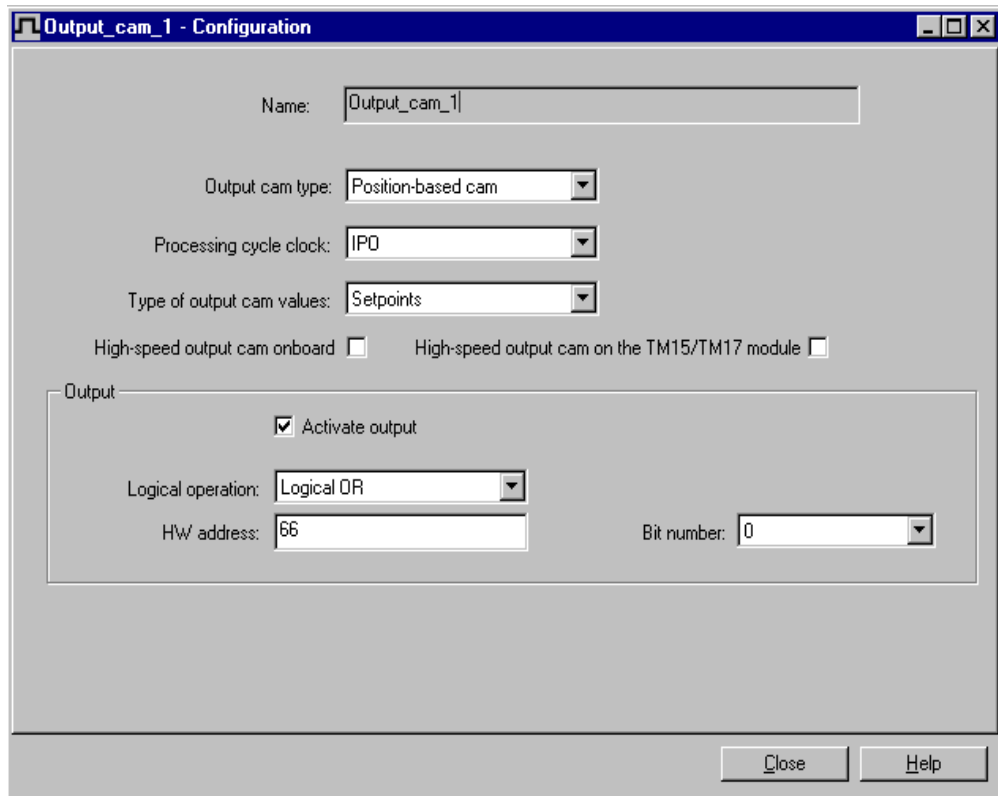 Output_cam_1 - Configuration
Name: Output_cam_1
Output cam type: Position-based cam
Processing cycle clock: IPO
Type of output cam values: Setpoints
High-speed output cam onboard High-speed output cam on the TM15/TM17 module
Output
Activate output
Logical operation: Logical OR
HW address: 66 Bit number: 0
Close Help